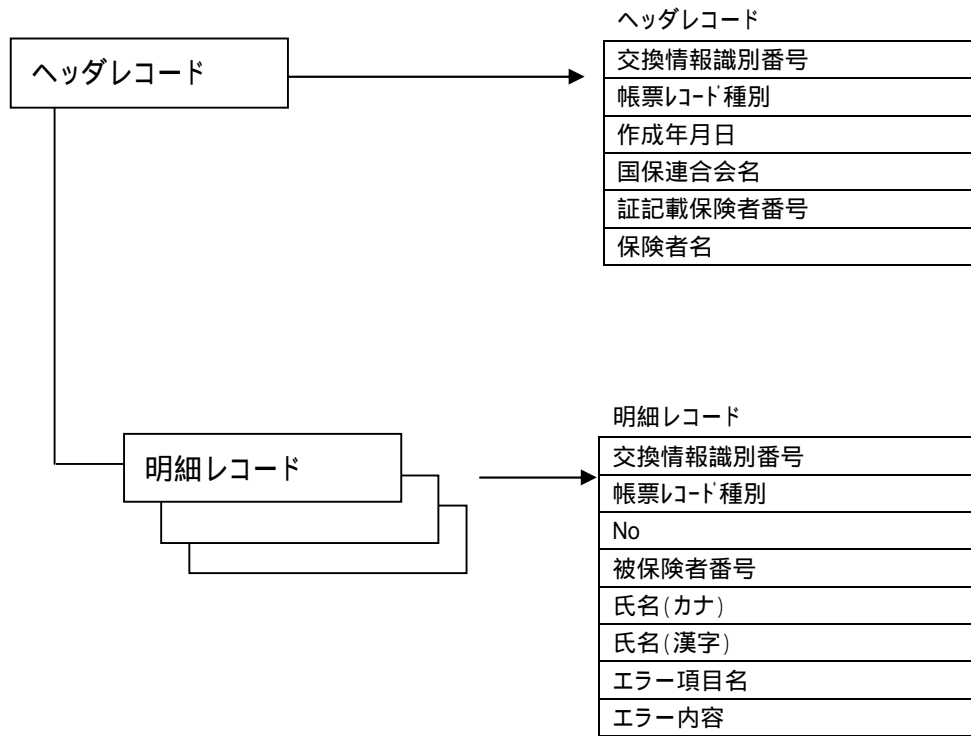 ヘッダレコード
ヘッダレコード
交換情報識別番号
帳票ﾚｺｰﾄﾞ種別
作成年月日
国保連合会名
証記載保険者番号
保険者名
明細レコード
明細レコード
交換情報識別番号
帳票ﾚｺｰﾄﾞ種別
No
被保険者番号
氏名(カナ)
氏名(漢字)
エラー項目名
エラー内容